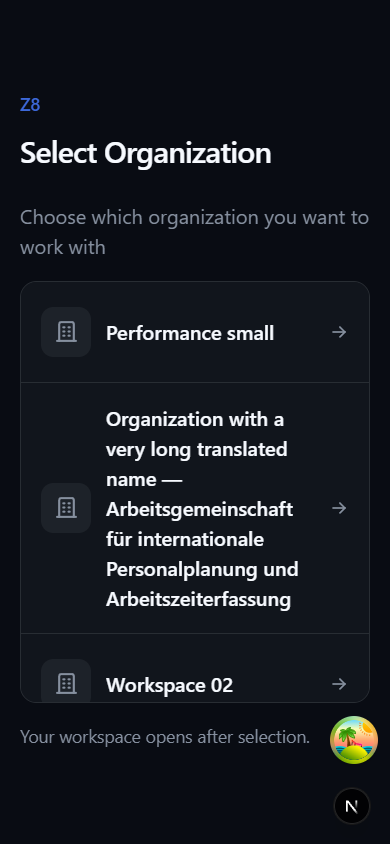 Z8
Select Organization
Choose which organization you want to
work with
Performance small
Organization with a
very long translated
name —
Arbeitsgemeinschaft
für internationale
Personalplanung und
Arbeitszeiterfassung
Workspace 02
Your workspace opens after selection.
N